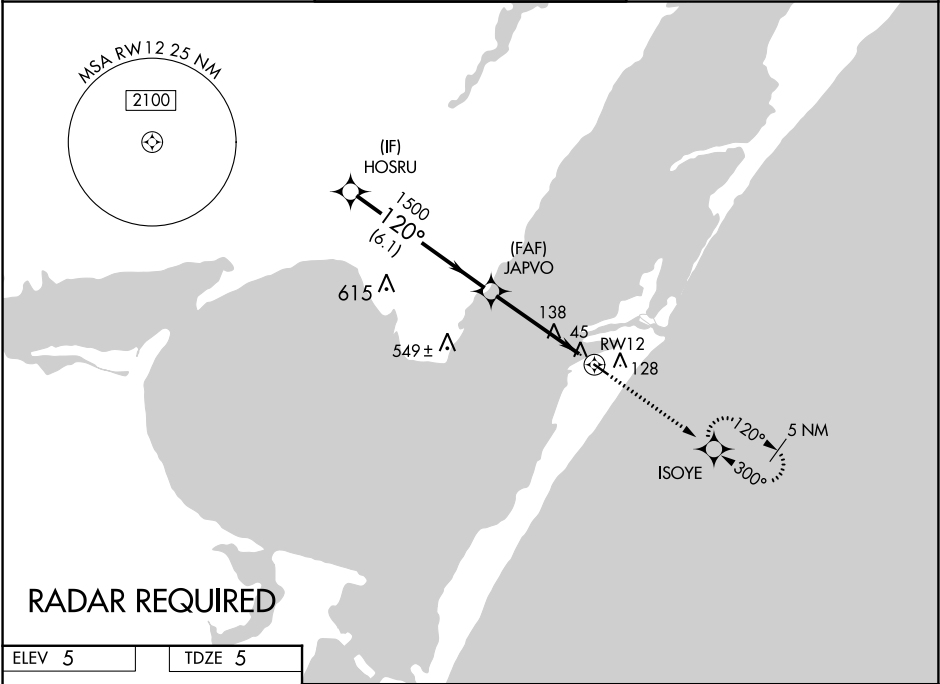 MSA RW12 25 NM
2100
(IF)
HOSRU
1500
120°
(6.1)
(FAF)
JAPVO
615
549 ±
138
45
RW12
128
120°
5 NM
300°
ISOYE
RADAR REQUIRED
ELEV 5
TDZE 5